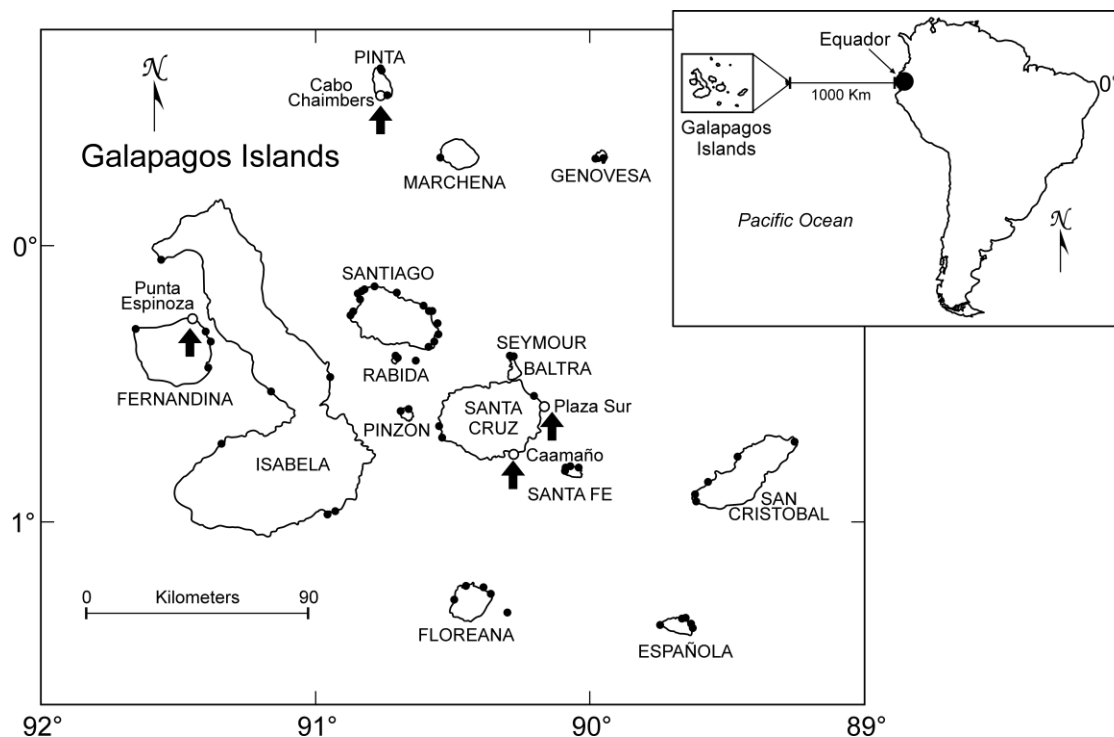 PINTA
Cabo
Chaimbers
N
Galapagos Islands
MARCHENA
GENOVESA
Equador
0°
1000 Km
Galapagos
Islands
Pacific Ocean
N
0°
SANTIAGO
Punta
Espinoza
SEYMOUR
BALTRA
RABIDA
FERNANDINA
SANTA
CRUZ
Plaza Sur
PINZON
Caamaño
ISABELA
SANTA FE
SAN
CRISTOBAL
1°
0 Kilometers 90
FLOREANA
ESPAÑOLA
92° 91° 90° 89°